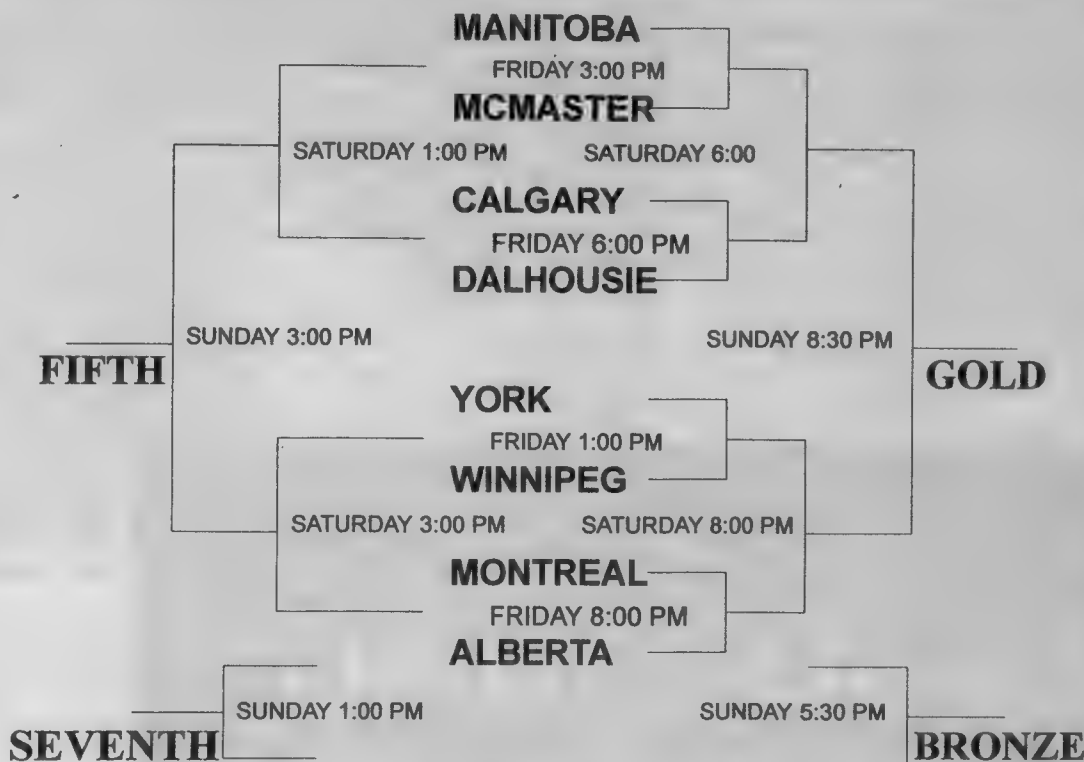 MANITOBA
FRIDAY 3:00 PM
MCMASTER
SATURDAY 1:00 PM
SATURDAY 6:00
CALGARY
FRIDAY 6:00 PM
DALHOUSIE
SUNDAY 3:00 PM
SUNDAY 8:30 PM
FIFTH
GOLD
YORK
FRIDAY 1:00 PM
WINNIPEG
SATURDAY 3:00 PM
SATURDAY 8:00 PM
MONTREAL
FRIDAY 8:00 PM
ALBERTA
SUNDAY 1:00 PM
SUNDAY 5:30 PM
SEVENTH
BRONZE